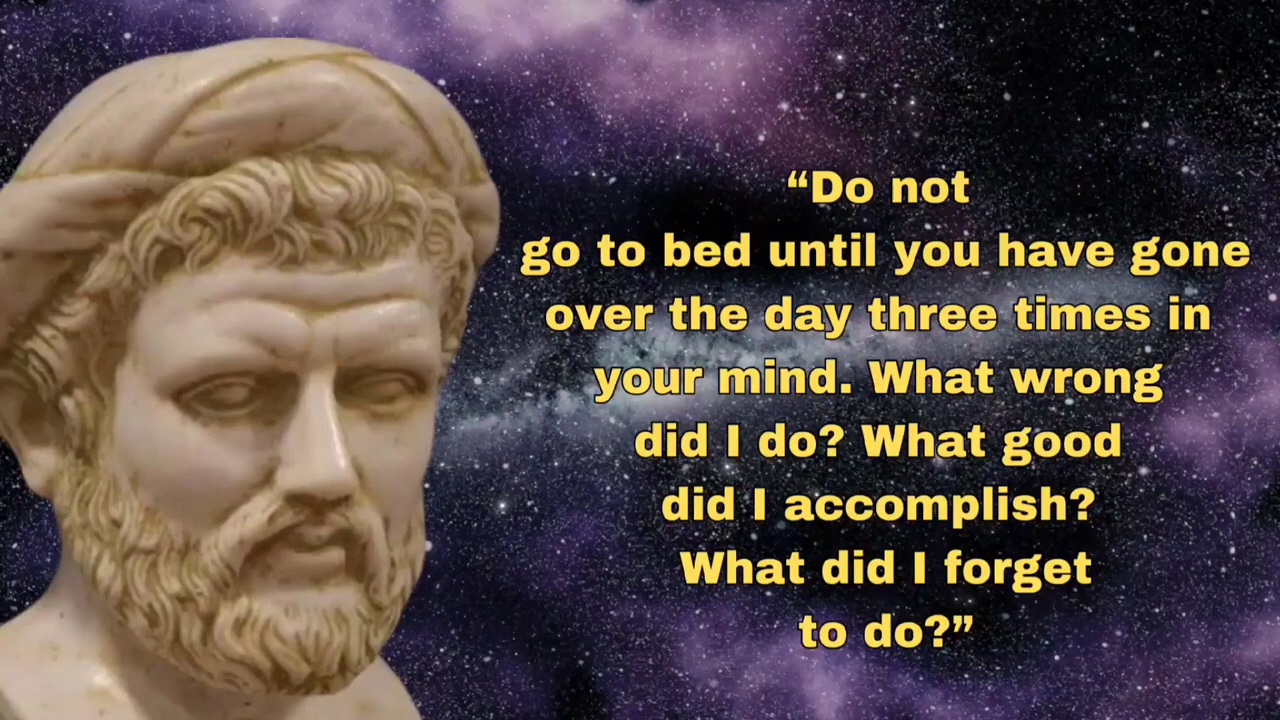 “Do not
go to bed until you have gone
over the day three times in
your mind. What wrong
did I do? What good
did I accomplish?
What did I forget
to do?”